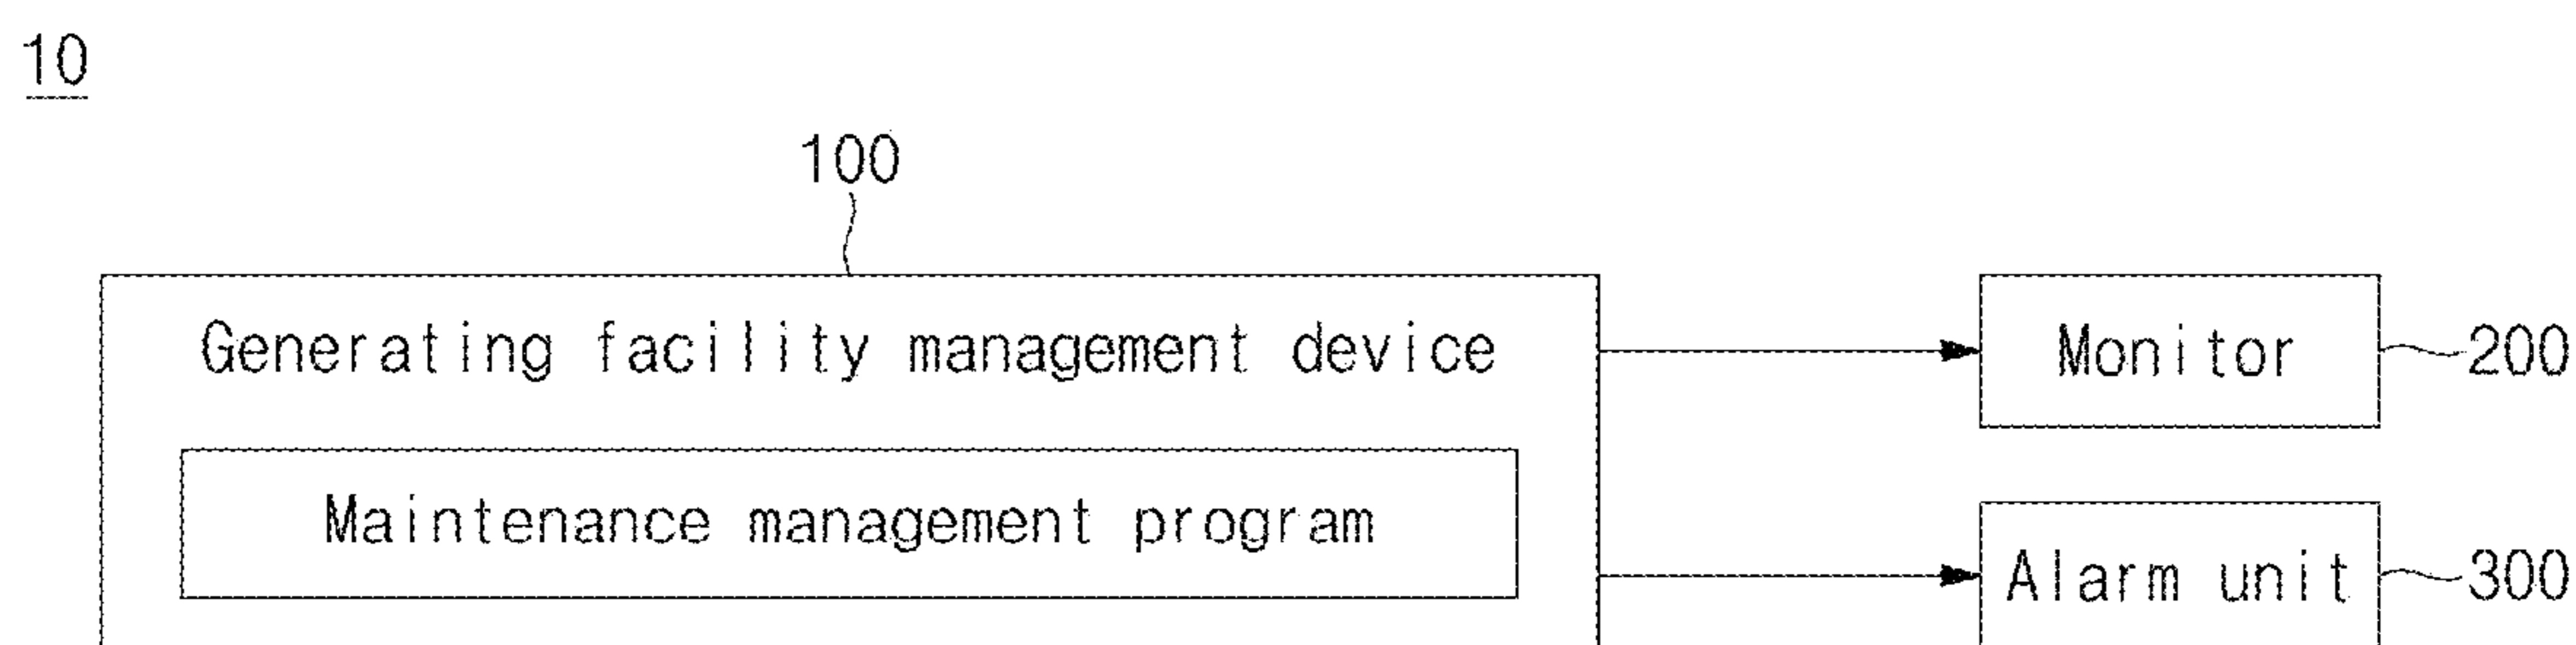 10
100
Generating facility management device
Monitor
200
Maintenance management program
Alarm unit
300